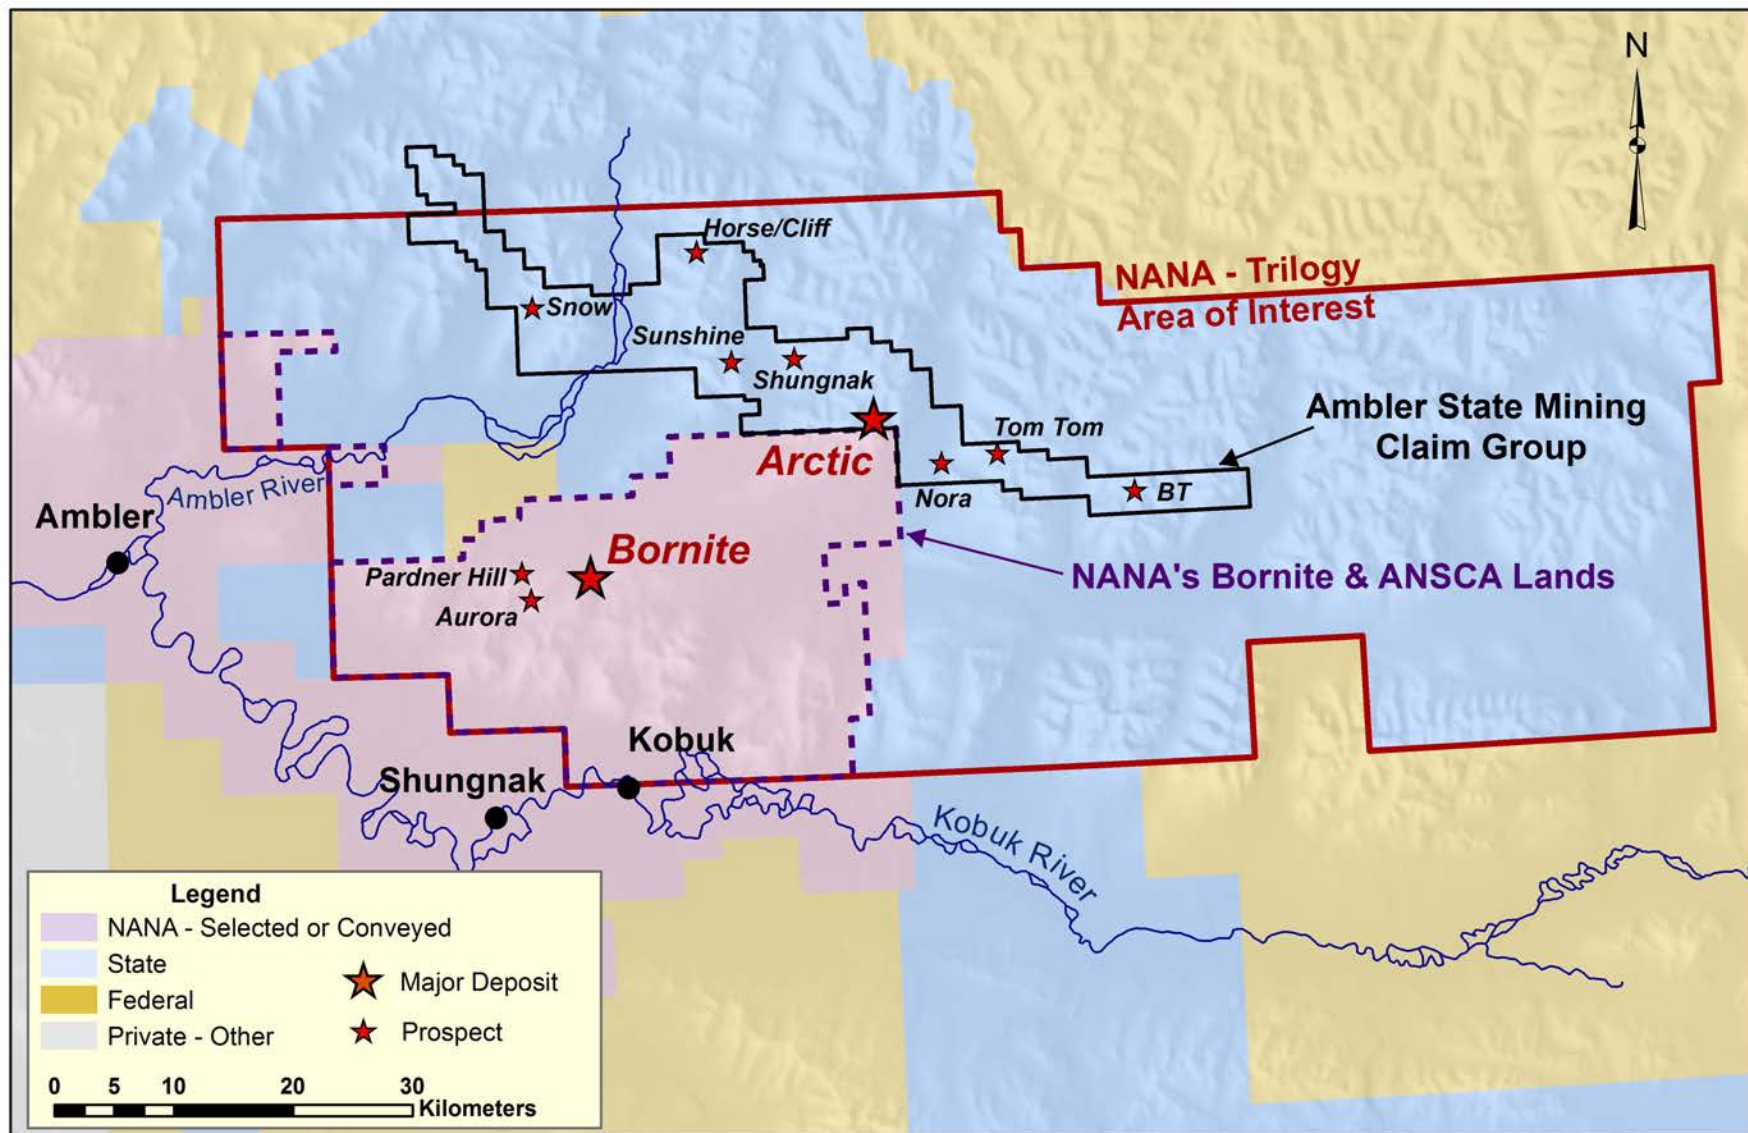 N
Horse/Cliff
NANA - Trilogy
Area of Interest
Snow
Sunshine
Shungnak
Ambler State Mining
Claim Group
Tom Tom
Arctic
Ambler River
Nora
BT
Ambler
Bornite
Pardner Hill
NANA's Bornite & ANSCA Lands
Aurora
Kobuk
Shungnak
Kobuk River
Legend
NANA - Selected or Conveyed
State
Federal
Private - Other
Major Deposit
Prospect
0 5 10 20 30
Kilometers